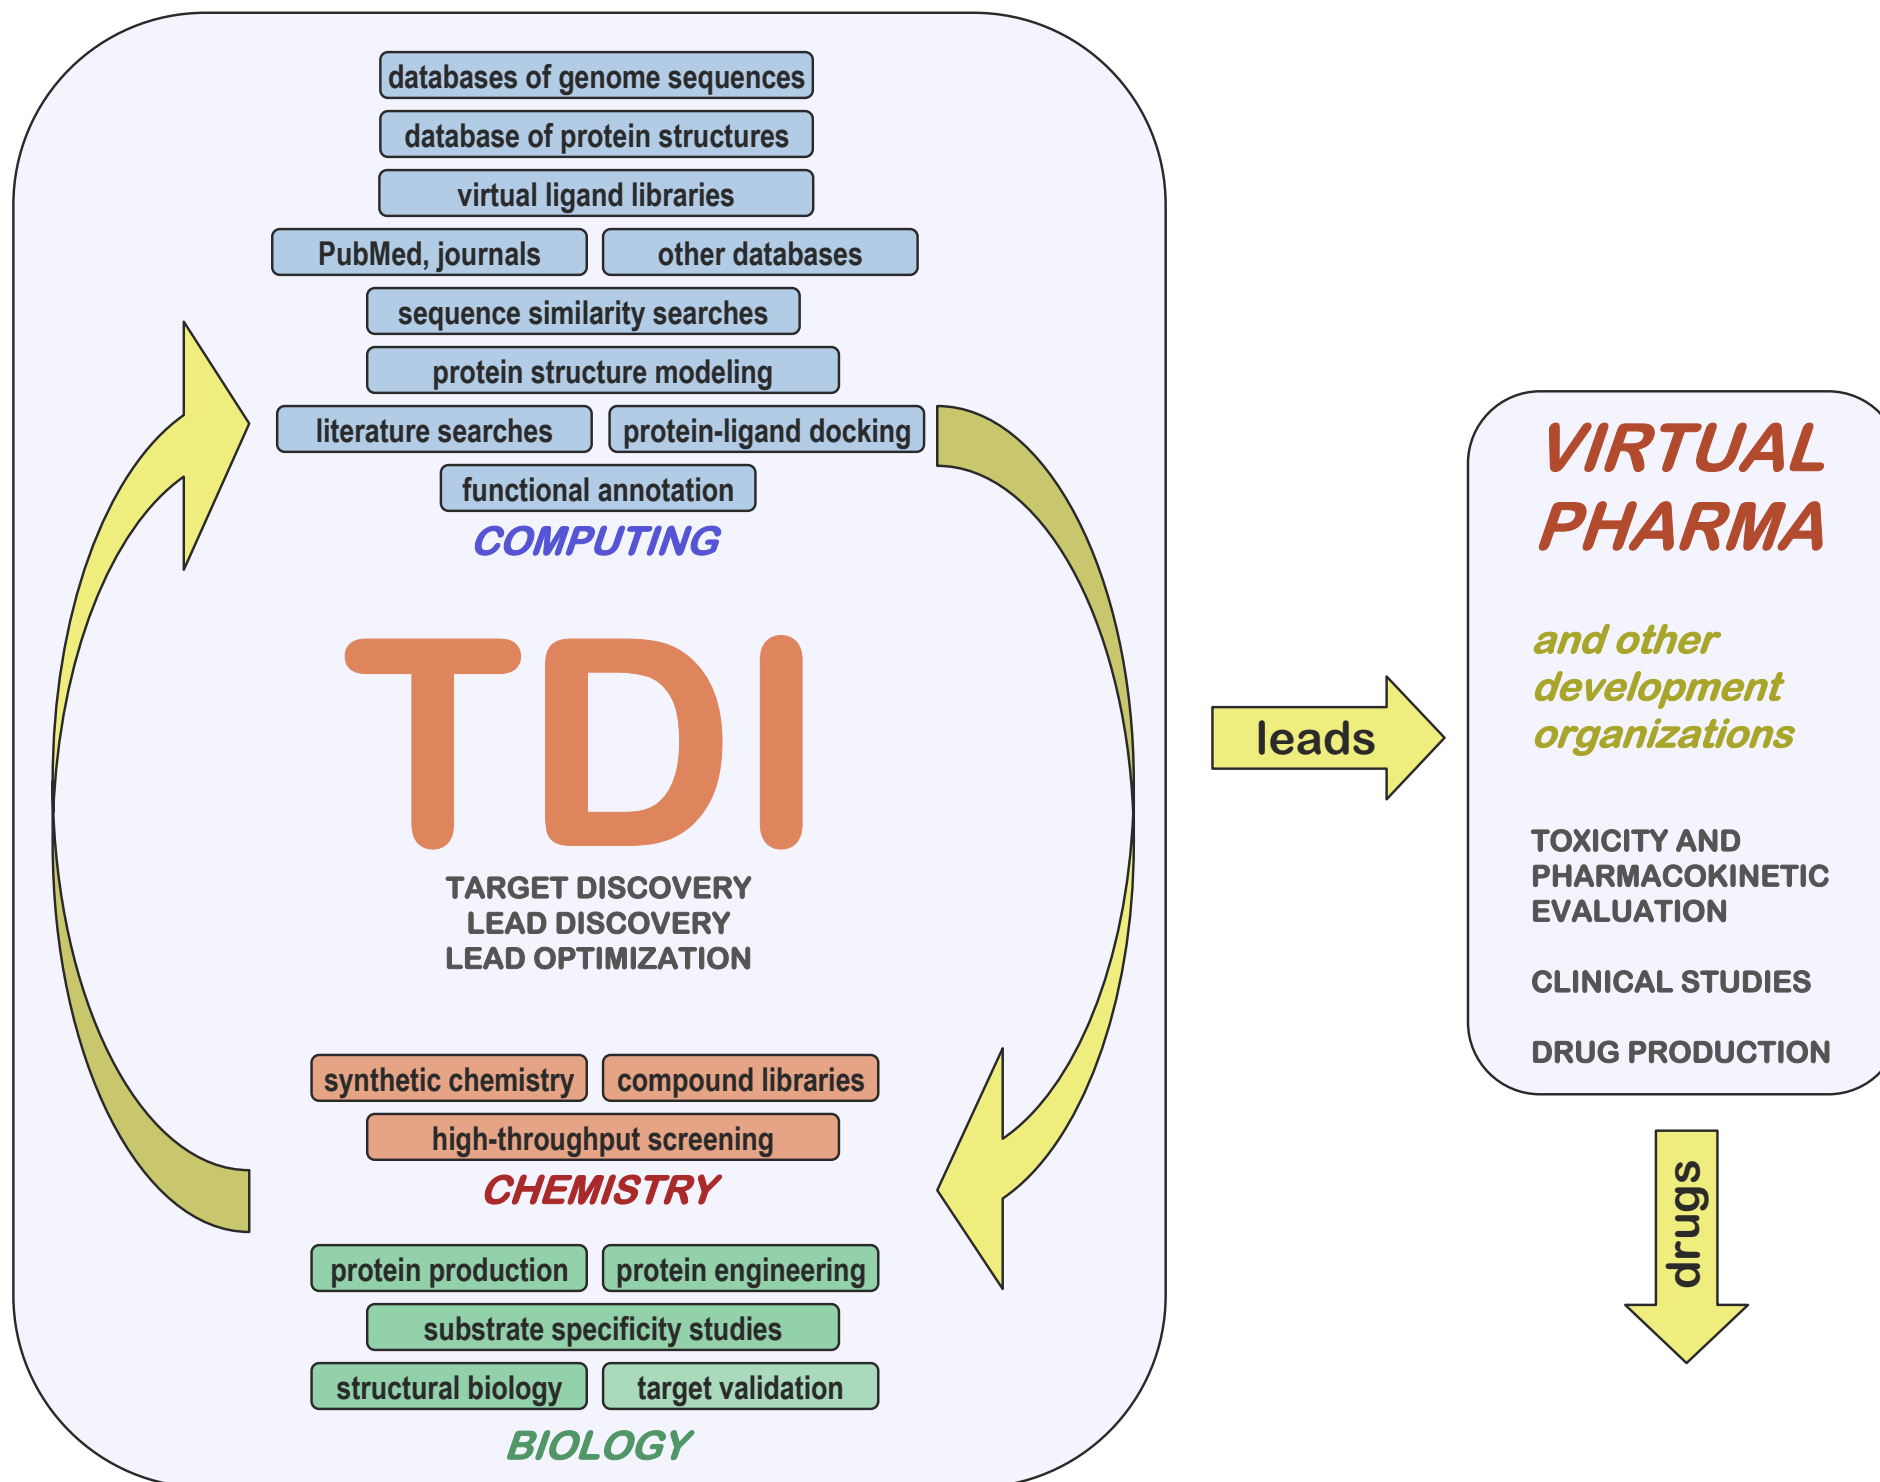 databases of genome sequences
database of protein structures
virtual ligand libraries
PubMed, journals
other databases
sequence similarity searches
protein structure modeling
literature searches
protein-ligand docking
functional annotation
COMPUTING
TDI
TARGET DISCOVERY
LEAD DISCOVERY
LEAD OPTIMIZATION
synthetic chemistry
compound libraries
high-throughput screening
CHEMISTRY
protein production
protein engineering
substrate specificity studies
structural biology
target validation
BIOLOGY
leads
VIRTUAL
PHARMA
and other
development
organizations
TOXICITY AND
PHARMACOKINETIC
EVALUATION
CLINICAL STUDIES
DRUG PRODUCTION
drugs